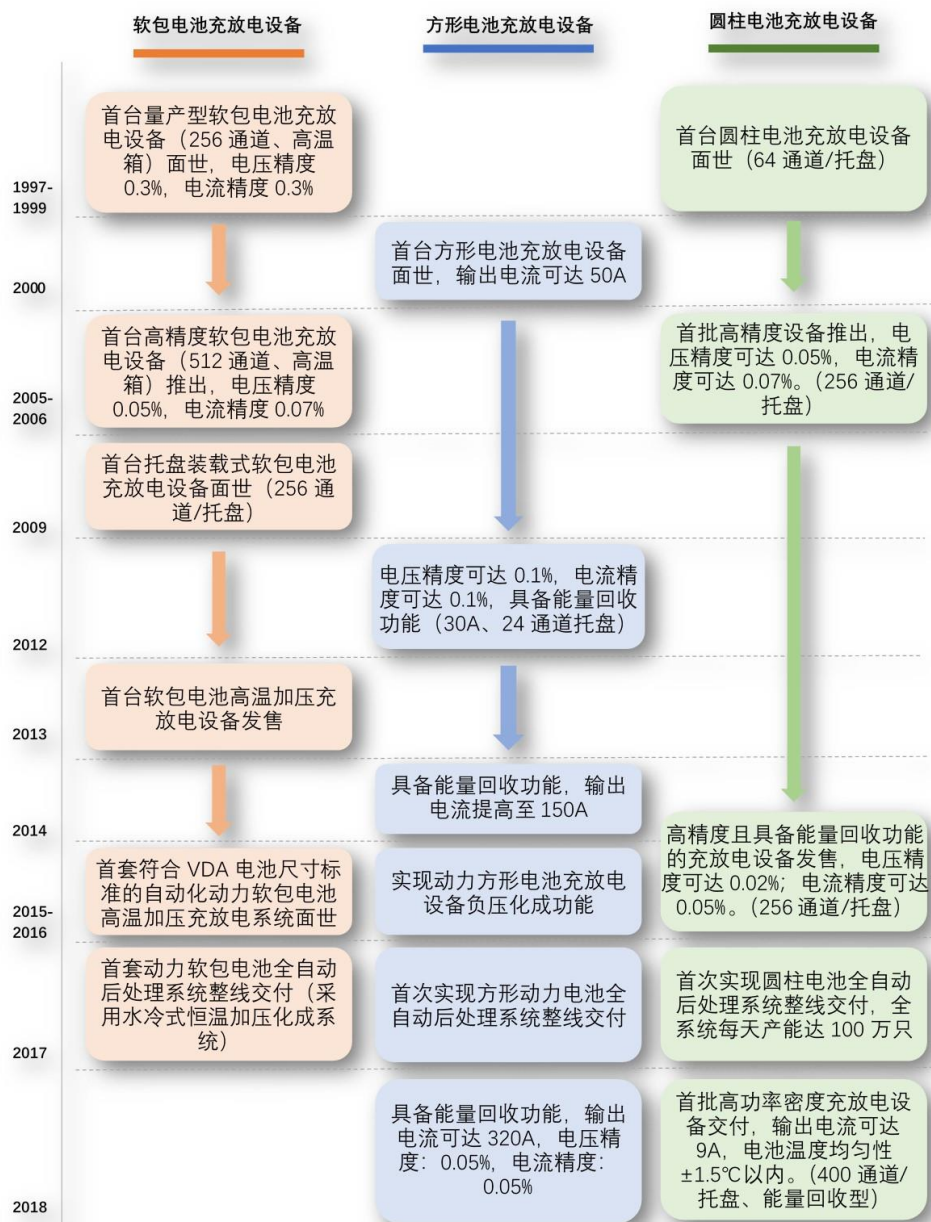 软包电池充放电设备
方形电池充放电设备
圆柱电池充放电设备
1997-
1999
首台量产型软包电池充放
电设备（256 通道、高温
箱）面世，电压精度
0.3%, 电流精度 0.3%
首台圆柱电池充放电设备
面世（64 通道/托盘）
2000
首台方形电池充放电设备
面世，输出电流可达 50A
2005-
2006
首台高精度软包电池充放
电设备（512 通道、高温
箱）推出，电压精度
0.05%, 电流精度 0.07%
首批高精度设备推出，电
压精度可达 0.05%, 电流精
度可达 0.07%。（256 通道/
托盘）
2009
首台托盘装载式软包电池
充放电设备面世（256 通
道/托盘）
2012
电压精度可达 0.1%, 电流精
度可达 0.1%, 具备能量回收
功能（30A、24 通道托盘）
2013
首台软包电池高温加压充
放电设备发售
2014
具备能量回收功能，输出
电流提高至 150A
2015-
2016
首套符合 VDA 电池尺寸标
准的自动化动力软包电池
高温加压充放电系统面世
实现动力方形电池充放电
设备负压化成功能
高精度且具备能量回收功能
的充放电设备发售，电压精
度可达 0.02%; 电流精度可达
0.05%。（256 通道/托盘）
2017
首套动力软包电池全自动
后处理系统整线交付（采
用水冷式恒温加压化成系
统）
首次实现方形动力电池全
自动后处理系统整线交付
首次实现圆柱电池全自动
后处理系统整线交付，全
系统每天产能达 100 万只
2018
具备能量回收功能，输出
电流可达 320A, 电压精
度：0.05%, 电流精度：
0.05%
首批高功率密度充放电设
备交付，输出电流可达
9A, 电池温度均匀性
±1.5℃以内。（400 通道/
托盘、能量回收型）